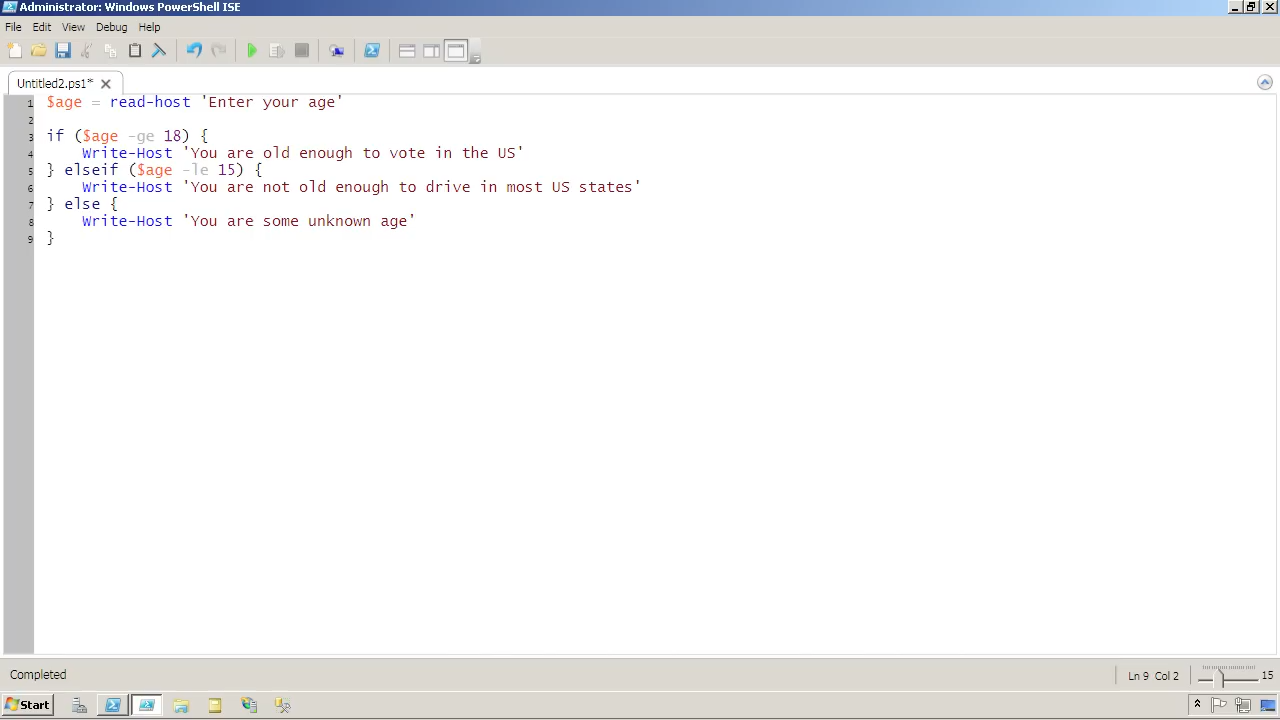 Administrator: Windows PowerShell ISE
File Edit View Debug Help
Untitled2.ps1*
1 $age = read-host 'Enter your age'
2
3 if ($age -ge 18) {
4     Write-Host 'You are old enough to vote in the US'
5 } elseif ($age -le 15) {
6     Write-Host 'You are not old enough to drive in most US states'
7 } else {
8     Write-Host 'You are some unknown age'
9 }
Completed
Ln 9 Col 2
15
Start